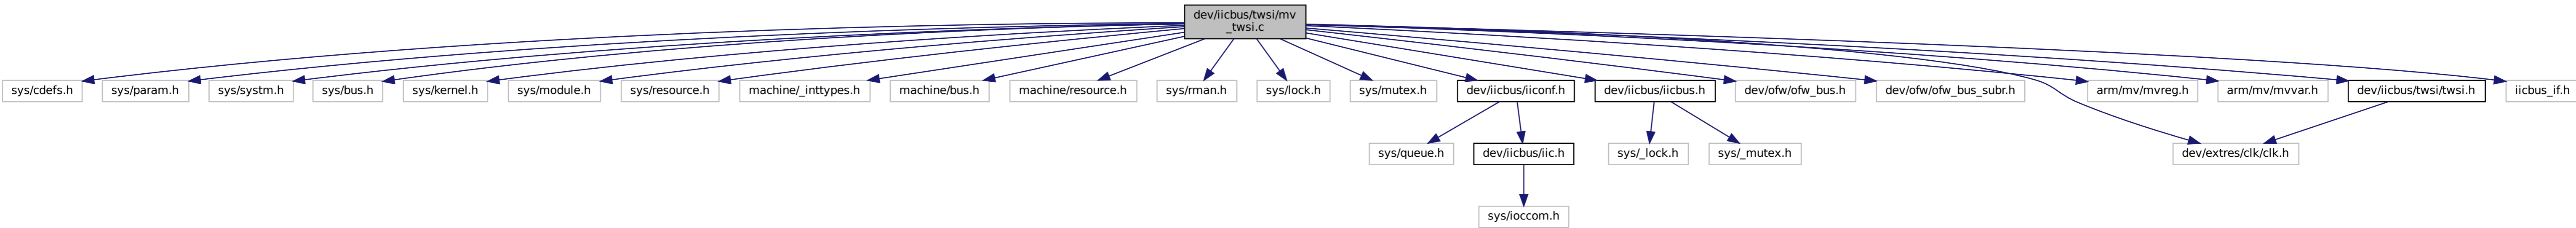 dev/iicbus/twsi/mv
_twsi.c
sys/cdefs.h
sys/param.h
sys/systm.h
sys/bus.h
sys/kernel.h
sys/module.h
sys/resource.h
machine/_inttypes.h
machine/bus.h
machine/resource.h
sys/rman.h
sys/lock.h
sys/mutex.h
dev/iicbus/iiconf.h
dev/iicbus/iicbus.h
dev/ofw/ofw_bus.h
dev/ofw/ofw_bus_subr.h
arm/mv/mvreg.h
arm/mv/mvvar.h
dev/iicbus/twsi/twsi.h
iicbus_if.h
sys/queue.h
dev/iicbus/iic.h
sys/_lock.h
sys/_mutex.h
dev/extres/clk/clk.h
sys/ioccom.h